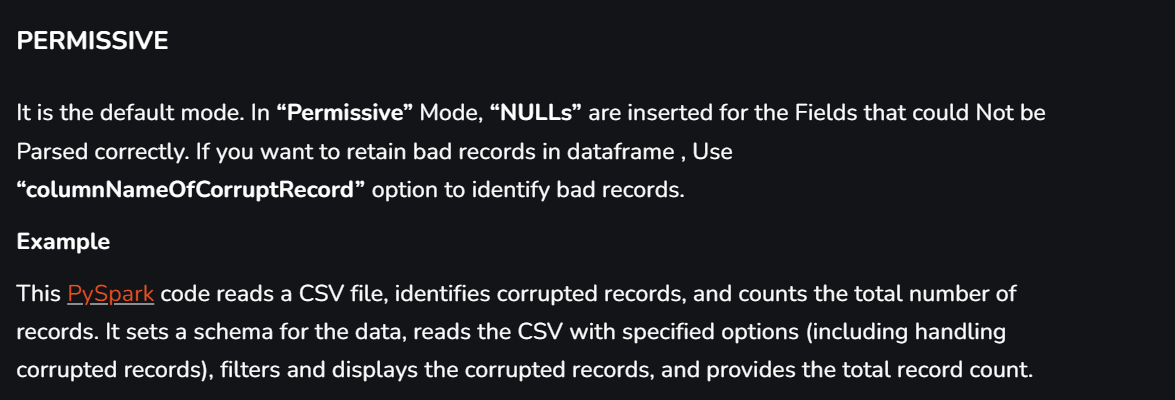 PERMISSIVE
It is the default mode. In “Permissive” Mode, “NULLs” are inserted for the Fields that could Not be
Parsed correctly. If you want to retain bad records in dataframe , Use
“columnNameOfCorruptRecord” option to identify bad records.
Example
This PySpark code reads a CSV file, identifies corrupted records, and counts the total number of
records. It sets a schema for the data, reads the CSV with specified options (including handling
corrupted records), filters and displays the corrupted records, and provides the total record count.